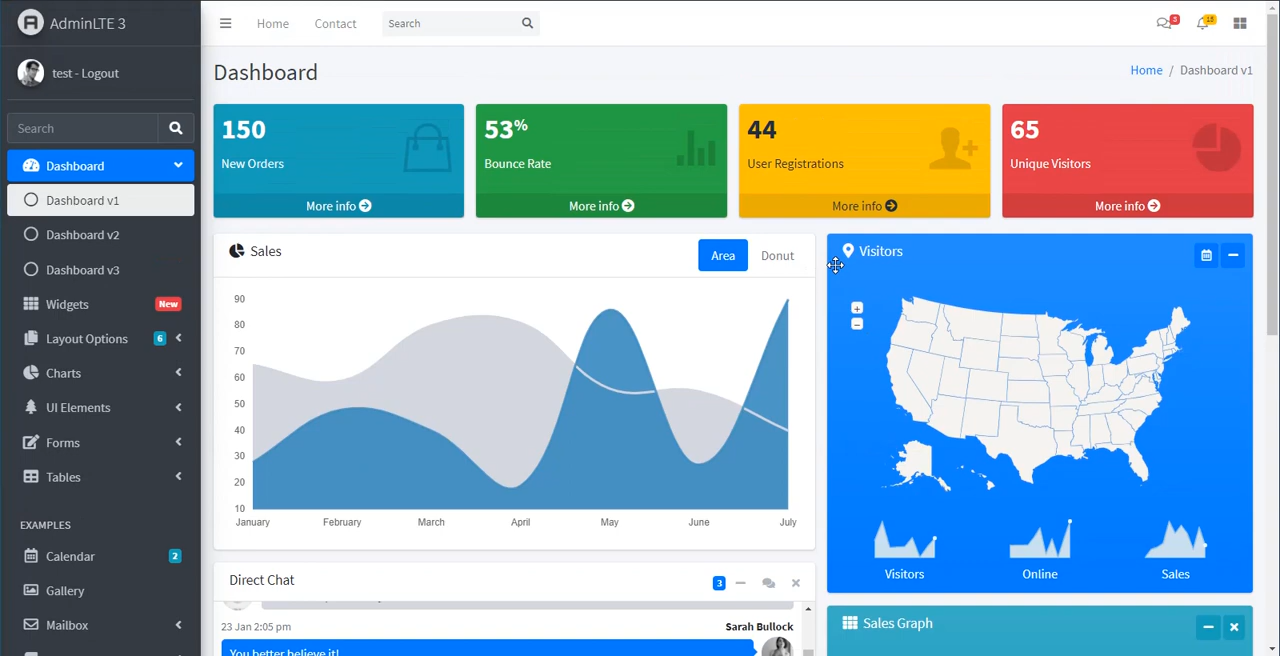 AdminLTE 3
Home Contact Search 3 15
test - Logout
Dashboard
Home / Dashboard v1
Search
Dashboard
Dashboard v1
Dashboard v2
Dashboard v3
Widgets New
Layout Options 6
Charts
UI Elements
Forms
Tables
EXAMPLES
Calendar 2
Gallery
Mailbox
150
New Orders
More info
53%
Bounce Rate
More info
44
User Registrations
More info
65
Unique Visitors
More info
Sales Area Donut
90
80
70
60
50
40
30
20
10
January February March April May June July
Visitors
+
−
Visitors Online Sales
Direct Chat 3
23 Jan 2:05 pm Sarah Bullock
You better believe it!
Sales Graph